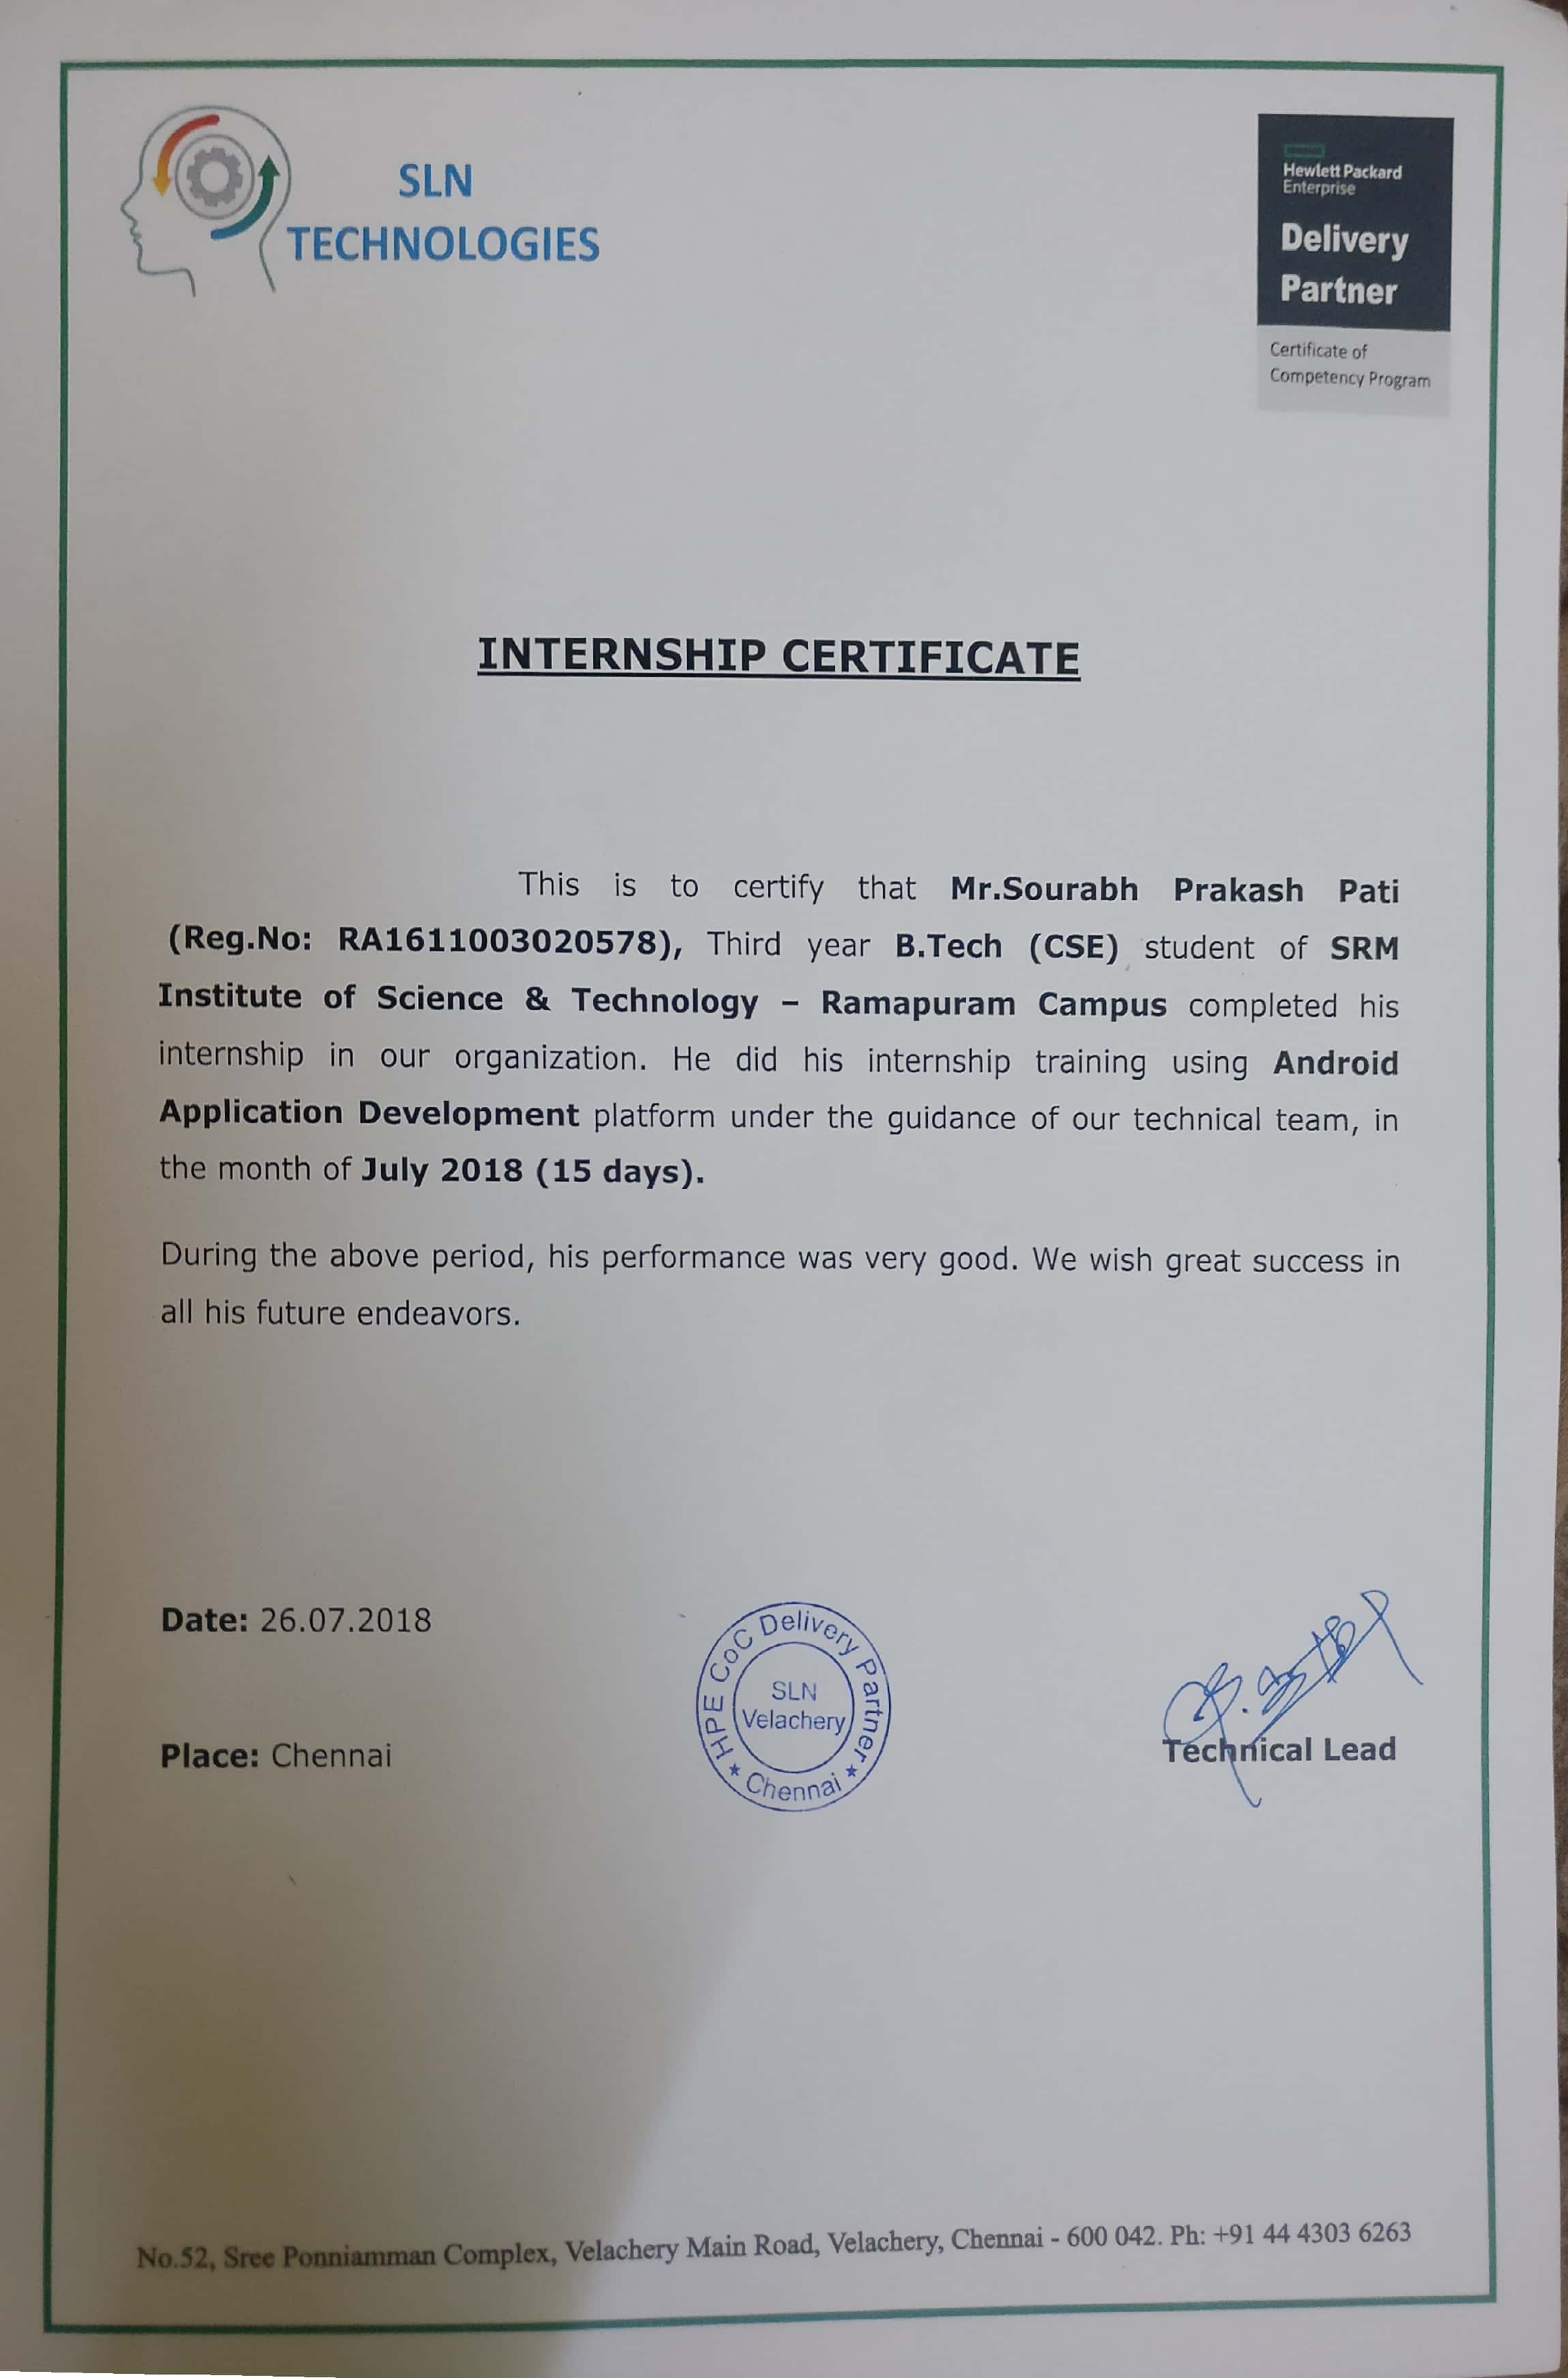 SLN
TECHNOLOGIES
Hewlett Packard
Enterprise
Delivery
Partner
Certificate of
Competency Program
INTERNSHIP CERTIFICATE
This is to certify that Mr.Sourabh Prakash Pati
(Reg.No: RA1611003020578), Third year B.Tech (CSE) student of SRM
Institute of Science & Technology – Ramapuram Campus completed his
internship in our organization. He did his internship training using Android
Application Development platform under the guidance of our technical team, in
the month of July 2018 (15 days).
During the above period, his performance was very good. We wish great success in
all his future endeavors.
Date: 26.07.2018
HPE CoC Delivery Partner
SLN
Velachery
★ Chennai ★
Place: Chennai
Technical Lead
No.52, Sree Ponniamman Complex, Velachery Main Road, Velachery, Chennai - 600 042. Ph: +91 44 4303 6263